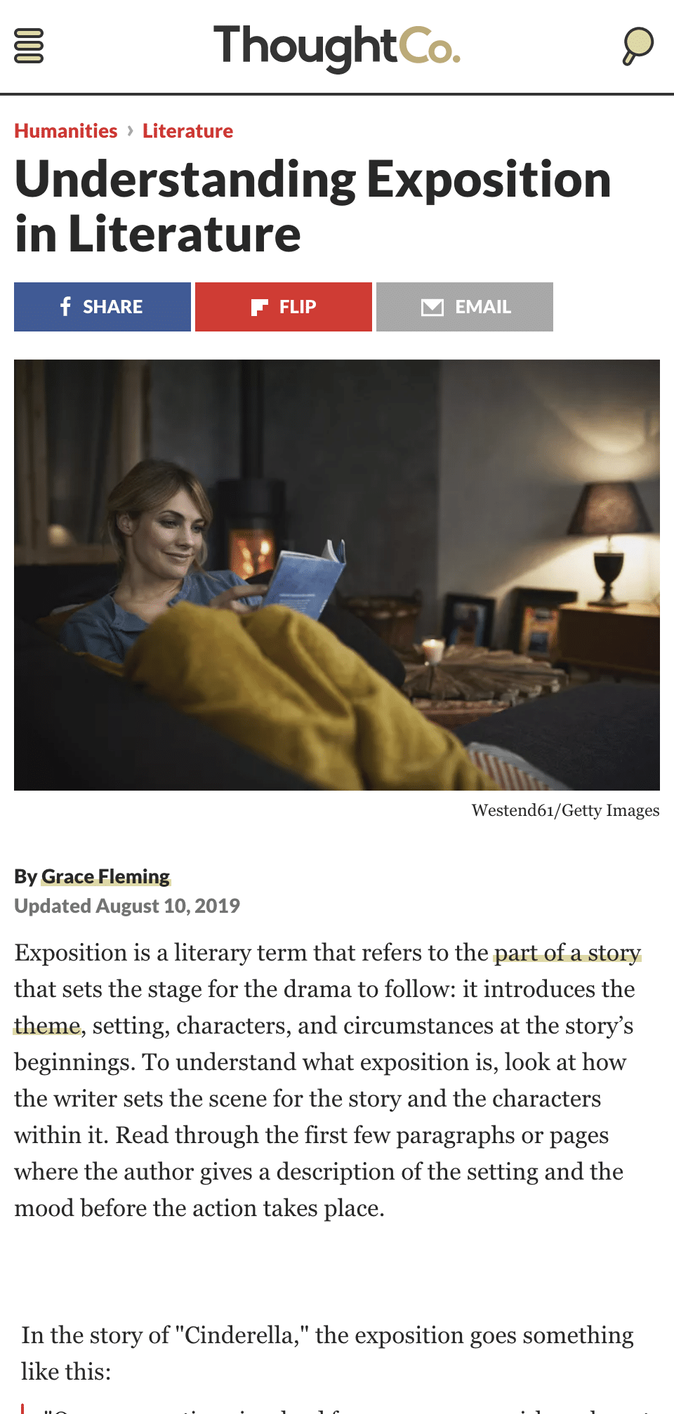 ThoughtCo.
Humanities › Literature
Understanding Exposition
in Literature
SHARE FLIP EMAIL
Westend61/Getty Images
By Grace Fleming
Updated August 10, 2019
Exposition is a literary term that refers to the part of a story
that sets the stage for the drama to follow: it introduces the
theme, setting, characters, and circumstances at the story’s
beginnings. To understand what exposition is, look at how
the writer sets the scene for the story and the characters
within it. Read through the first few paragraphs or pages
where the author gives a description of the setting and the
mood before the action takes place.
In the story of "Cinderella," the exposition goes something
like this: